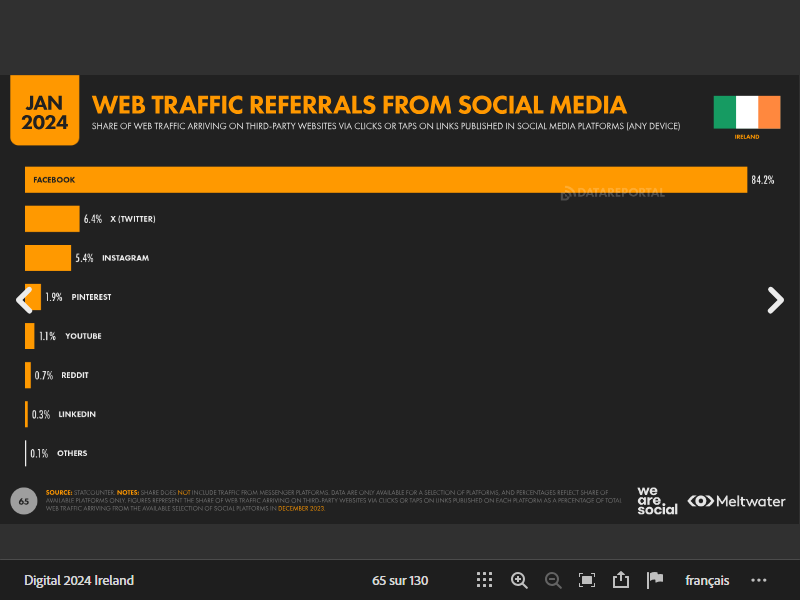 JAN
2024
WEB TRAFFIC REFERRALS FROM SOCIAL MEDIA
SHARE OF WEB TRAFFIC ARRIVING ON THIRD-PARTY WEBSITES VIA CLICKS OR TAPS ON LINKS PUBLISHED IN SOCIAL MEDIA PLATFORMS (ANY DEVICE)
IRELAND
FACEBOOK 84.2%
DATAREPORTAL
6.4% X (TWITTER)
5.4% INSTAGRAM
1.9% PINTEREST
1.1% YOUTUBE
0.7% REDDIT
0.3% LINKEDIN
0.1% OTHERS
65
SOURCE: STATCOUNTER. NOTES: SHARE DOES NOT INCLUDE TRAFFIC FROM MESSENGER PLATFORMS. DATA ARE ONLY AVAILABLE FOR A SELECTION OF PLATFORMS, AND PERCENTAGES REFLECT SHARE OF
AVAILABLE PLATFORMS ONLY. FIGURES REPRESENT THE SHARE OF WEB TRAFFIC ARRIVING ON THIRD-PARTY WEBSITES VIA CLICKS OR TAPS ON LINKS PUBLISHED ON EACH PLATFORM AS A PERCENTAGE OF TOTAL
WEB TRAFFIC ARRIVING FROM THE AVAILABLE SELECTION OF SOCIAL PLATFORMS IN DECEMBER 2023.
we
are.
social
Meltwater
Digital 2024 Ireland
65 sur 130
français